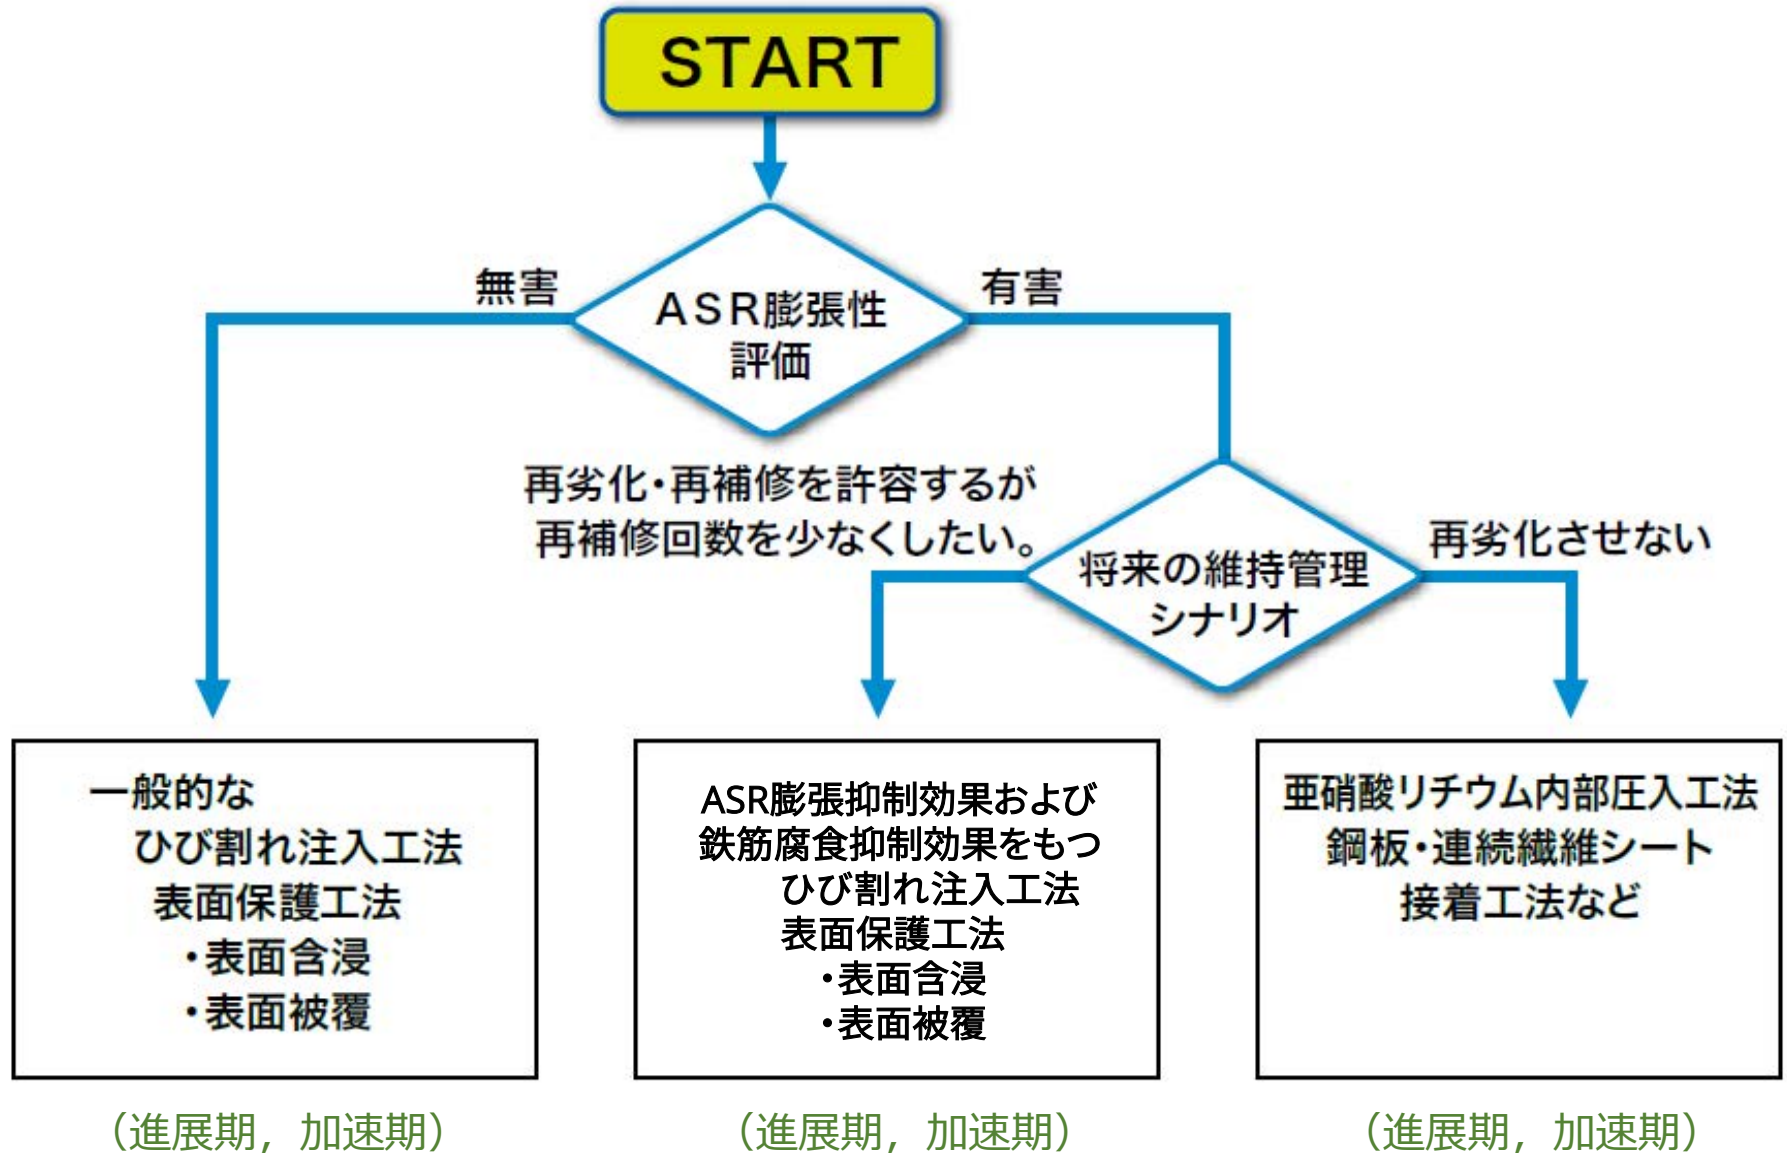 START
無害
有害
ASR膨張性
評価
再劣化・再補修を許容するが
再補修回数を少なくしたい。
再劣化させない
将来の維持管理
シナリオ
一般的な
ひび割れ注入工法
表面保護工法
・表面含浸
・表面被覆
ASR膨張抑制効果および
鉄筋腐食抑制効果をもつ
ひび割れ注入工法
表面保護工法
・表面含浸
・表面被覆
亜硝酸リチウム内部圧入工法
鋼板・連続繊維シート
接着工法など
（進展期，加速期）
（進展期，加速期）
（進展期，加速期）